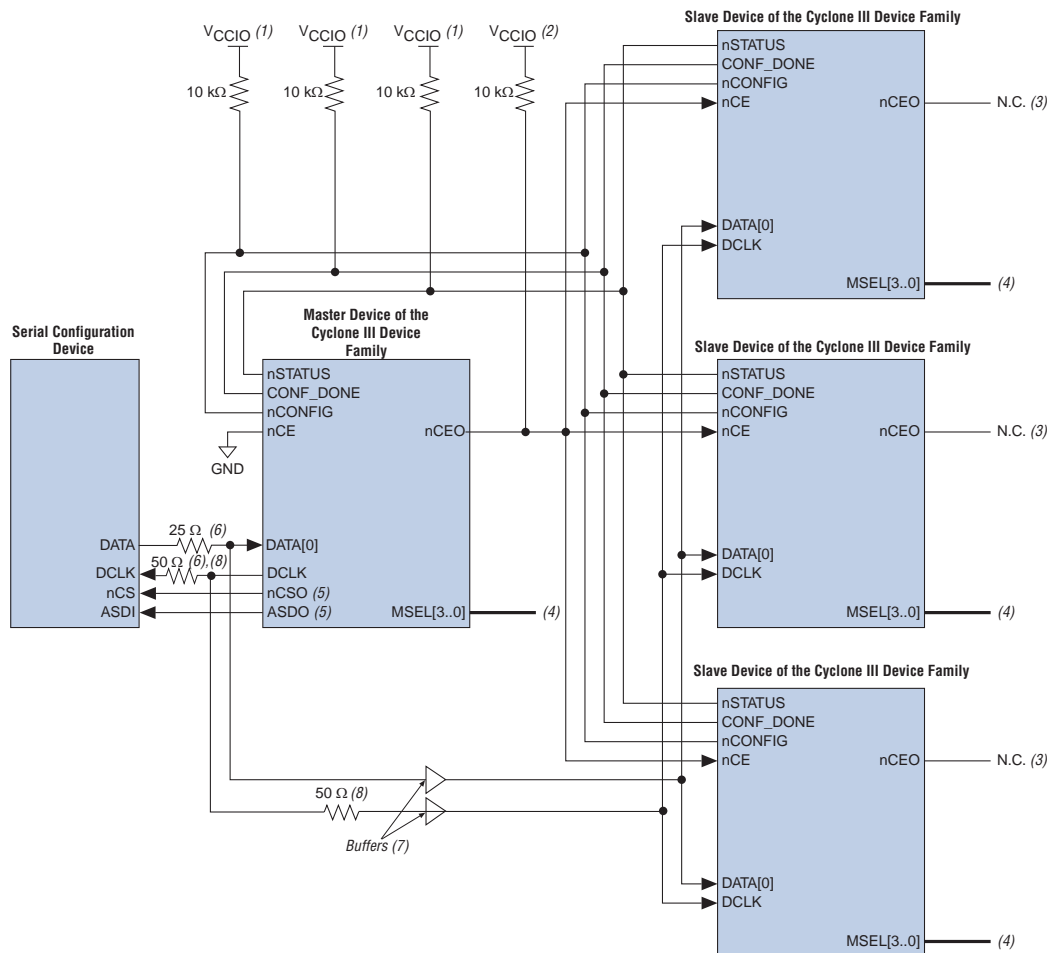 Slave Device of the Cyclone III Device Family
VCCIO (1)
VCCIO (1)
VCCIO (1)
VCCIO (2)
10 kΩ
10 kΩ
10 kΩ
10 kΩ
nSTATUS
CONF_DONE
nCONFIG
nCE
nCEO
N.C. (3)
DATA[0]
DCLK
MSEL[3..0]
(4)
Serial Configuration
Device
DATA
DCLK
nCS
ASDI
25 Ω (6)
50 Ω (6),(8)
Master Device of the
Cyclone III Device
Family
nSTATUS
CONF_DONE
nCONFIG
nCE
GND
nCEO
DATA[0]
DCLK
nCSO (5)
ASDO (5)
MSEL[3..0]
(4)
Slave Device of the Cyclone III Device Family
nSTATUS
CONF_DONE
nCONFIG
nCE
nCEO
N.C. (3)
DATA[0]
DCLK
MSEL[3..0]
(4)
Slave Device of the Cyclone III Device Family
nSTATUS
CONF_DONE
nCONFIG
nCE
nCEO
N.C. (3)
50 Ω (8)
Buffers (7)
DATA[0]
DCLK
MSEL[3..0]
(4)